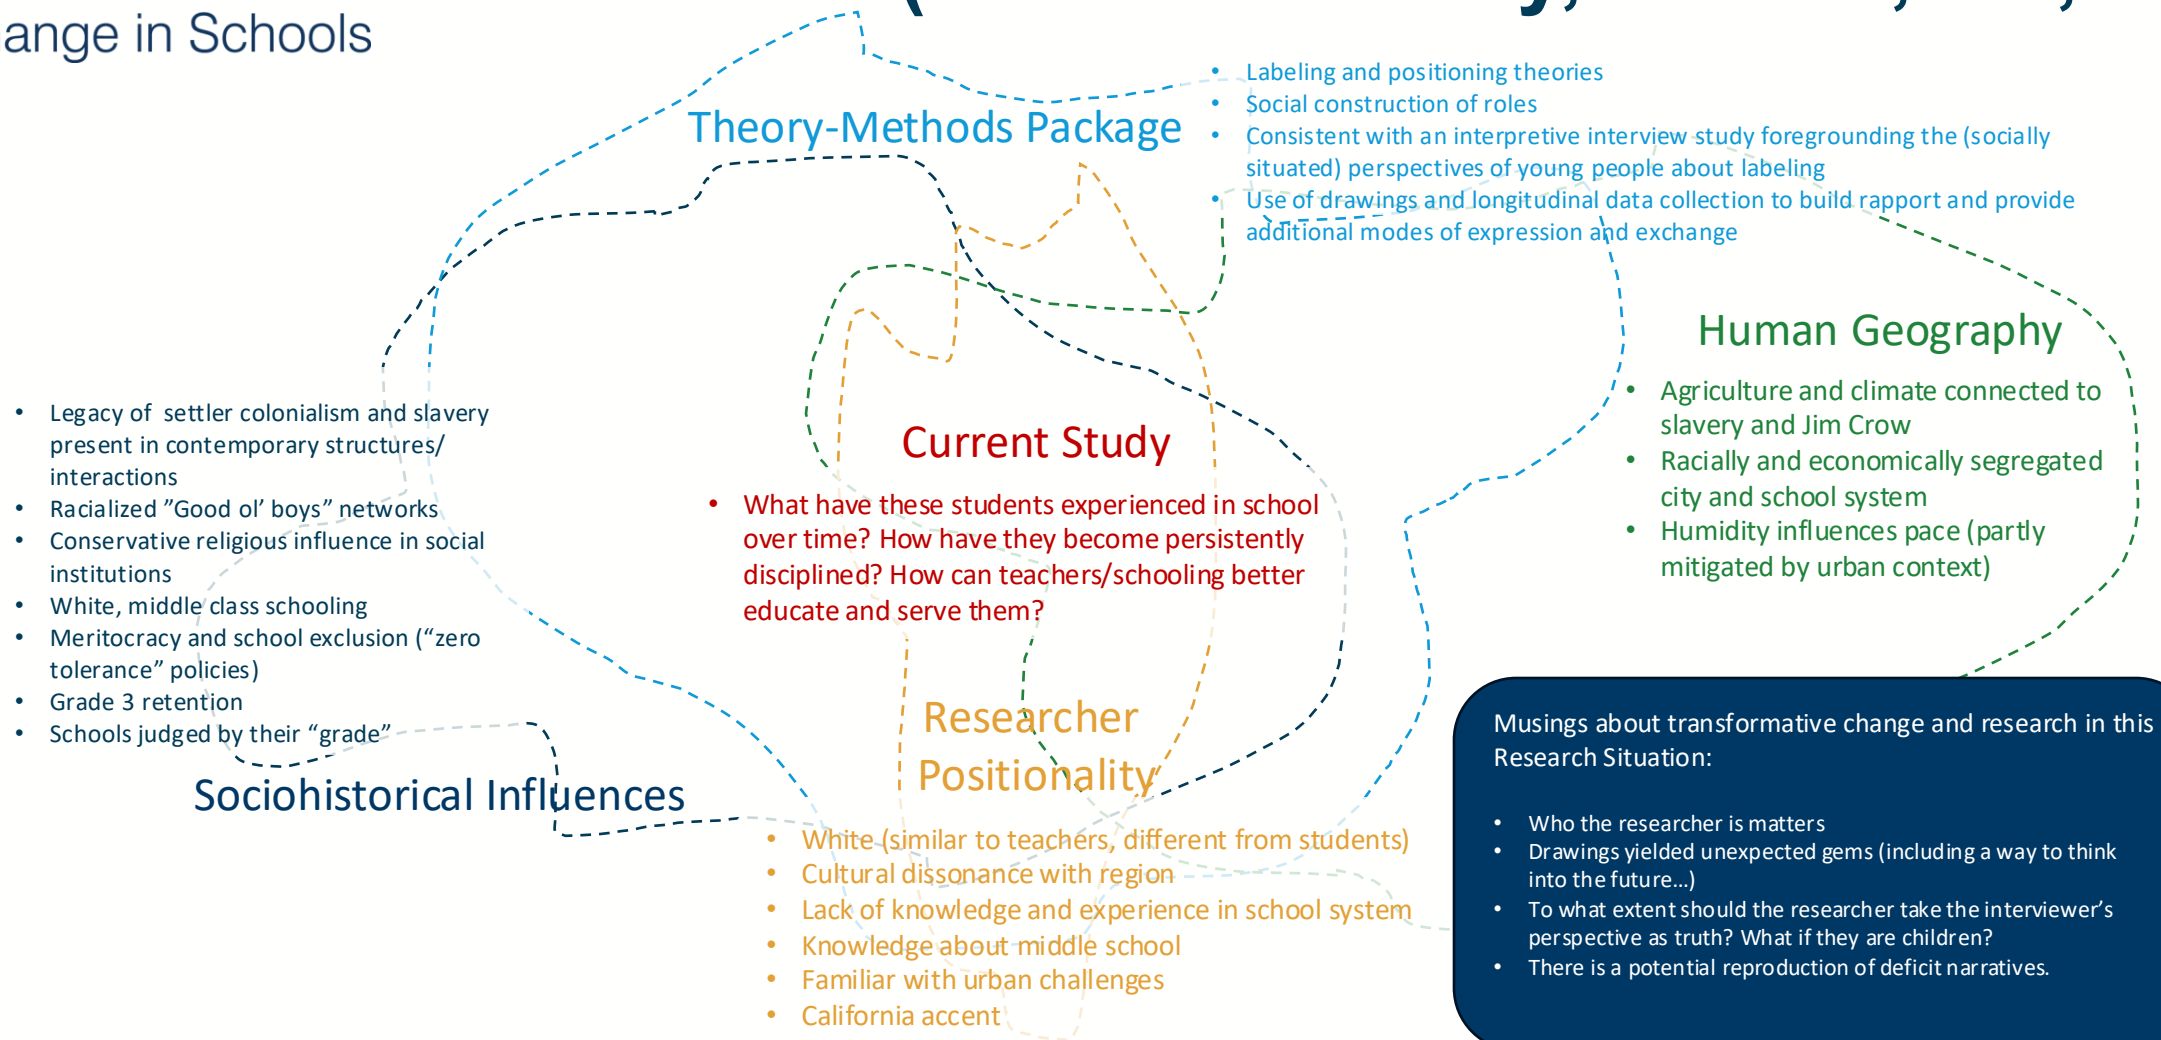 ange in Schools
Theory-Methods Package
• Labeling and positioning theories
• Social construction of roles
• Consistent with an interpretive interview study foregrounding the (socially
situated) perspectives of young people about labeling
• Use of drawings and longitudinal data collection to build rapport and provide
additional modes of expression and exchange
Human Geography
• Agriculture and climate connected to
slavery and Jim Crow
• Racially and economically segregated
city and school system
• Humidity influences pace (partly
mitigated by urban context)
• Legacy of settler colonialism and slavery
present in contemporary structures/
interactions
• Racialized ”Good ol’ boys” networks
• Conservative religious influence in social
institutions
• White, middle class schooling
• Meritocracy and school exclusion (“zero
tolerance” policies)
• Grade 3 retention
• Schools judged by their “grade”
Sociohistorical Influences
Current Study
• What have these students experienced in school
over time? How have they become persistently
disciplined? How can teachers/schooling better
educate and serve them?
Researcher
Positionality
• White (similar to teachers, different from students)
• Cultural dissonance with region
• Lack of knowledge and experience in school system
• Knowledge about middle school
• Familiar with urban challenges
• California accent
Musings about transformative change and research in this
Research Situation:
• Who the researcher is matters
• Drawings yielded unexpected gems (including a way to think
into the future…)
• To what extent should the researcher take the interviewer’s
perspective as truth? What if they are children?
• There is a potential reproduction of deficit narratives.